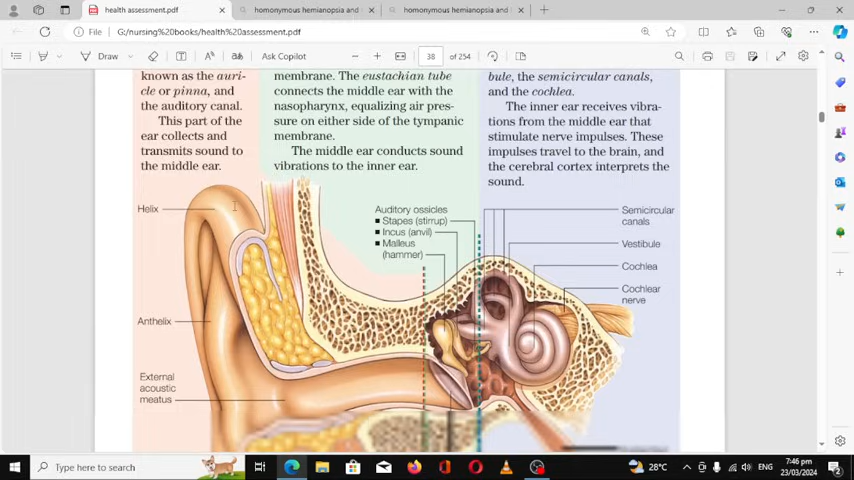 health assessment.pdf
homonymous hemianopsia and
homonymous hemianopsia and
File
G:/nursing%20books/health%20assessment.pdf
Draw
Ask Copilot
38
of 254
known as the auri-
cle or pinna, and
the auditory canal.
This part of the
ear collects and
transmits sound to
the middle ear.
membrane. The eustachian tube
connects the middle ear with the
nasopharynx, equalizing air pres-
sure on either side of the tympanic
membrane.
The middle ear conducts sound
vibrations to the inner ear.
bule, the semicircular canals,
and the cochlea.
The inner ear receives vibra-
tions from the middle ear that
stimulate nerve impulses. These
impulses travel to the brain, and
the cerebral cortex interprets the
sound.
Helix
Anthelix
External
acoustic
meatus
Auditory ossicles
■ Stapes (stirrup)
■ Incus (anvil)
■ Malleus
(hammer)
Semicircular
canals
Vestibule
Cochlea
Cochlear
nerve
Type here to search
28°C
ENG
7:46 pm
23/03/2024